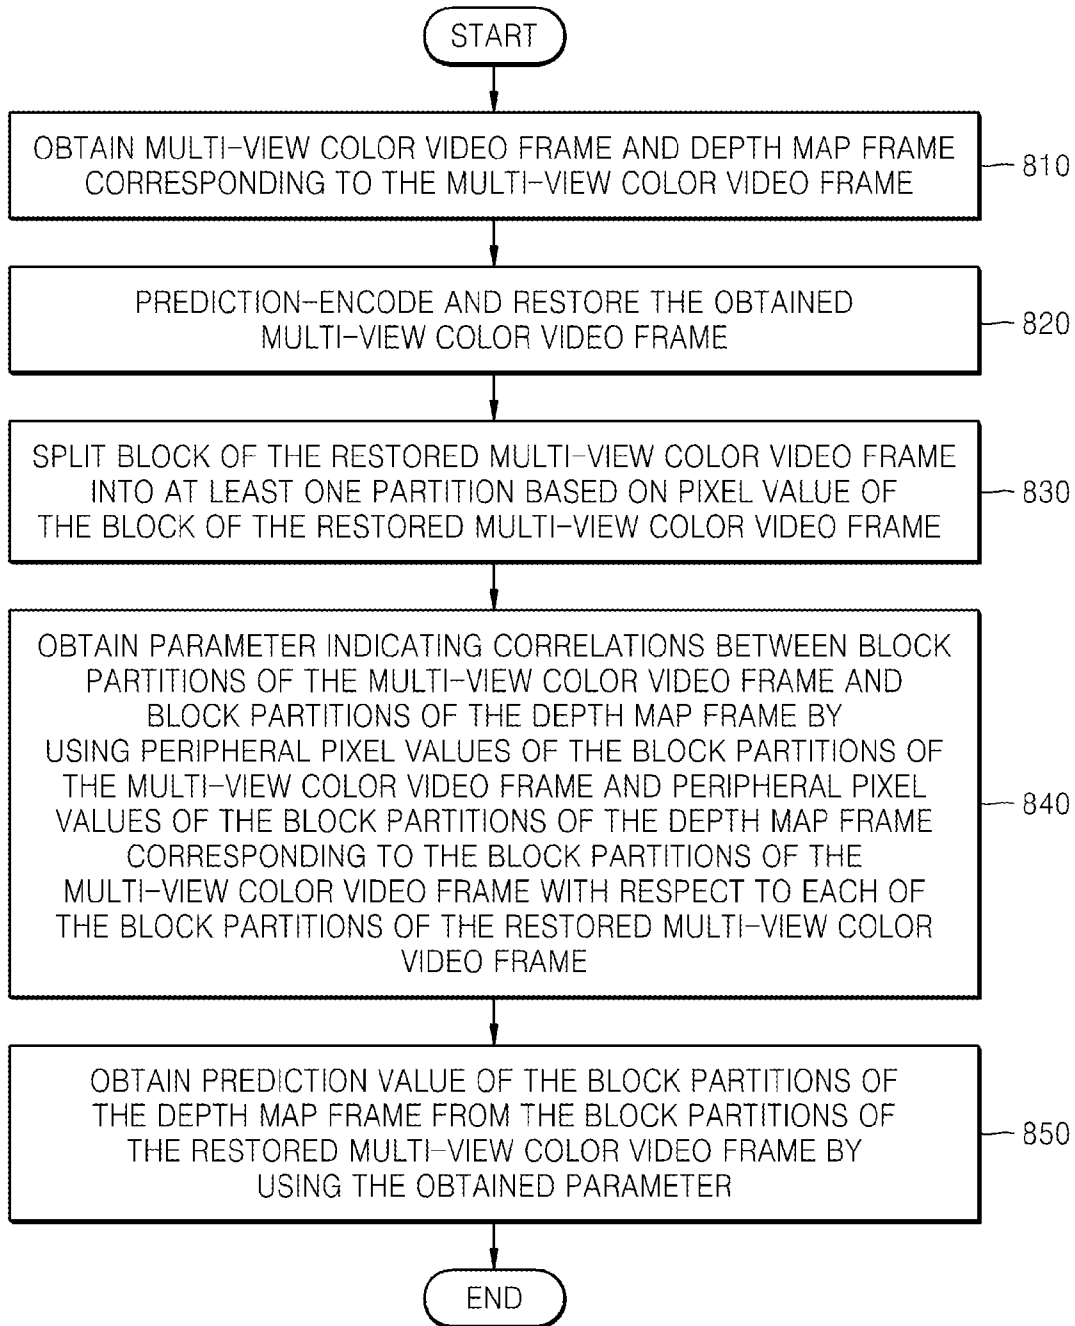 START
OBTAIN MULTI-VIEW COLOR VIDEO FRAME AND DEPTH MAP FRAME
CORRESPONDING TO THE MULTI-VIEW COLOR VIDEO FRAME
810
PREDICTION-ENCODE AND RESTORE THE OBTAINED
MULTI-VIEW COLOR VIDEO FRAME
820
SPLIT BLOCK OF THE RESTORED MULTI-VIEW COLOR VIDEO FRAME
INTO AT LEAST ONE PARTITION BASED ON PIXEL VALUE OF
THE BLOCK OF THE RESTORED MULTI-VIEW COLOR VIDEO FRAME
830
OBTAIN PARAMETER INDICATING CORRELATIONS BETWEEN BLOCK
PARTITIONS OF THE MULTI-VIEW COLOR VIDEO FRAME AND
BLOCK PARTITIONS OF THE DEPTH MAP FRAME BY
USING PERIPHERAL PIXEL VALUES OF THE BLOCK PARTITIONS OF
THE MULTI-VIEW COLOR VIDEO FRAME AND PERIPHERAL PIXEL
VALUES OF THE BLOCK PARTITIONS OF THE DEPTH MAP FRAME
CORRESPONDING TO THE BLOCK PARTITIONS OF THE
MULTI-VIEW COLOR VIDEO FRAME WITH RESPECT TO EACH OF
THE BLOCK PARTITIONS OF THE RESTORED MULTI-VIEW COLOR
VIDEO FRAME
840
OBTAIN PREDICTION VALUE OF THE BLOCK PARTITIONS OF
THE DEPTH MAP FRAME FROM THE BLOCK PARTITIONS OF
THE RESTORED MULTI-VIEW COLOR VIDEO FRAME BY
USING THE OBTAINED PARAMETER
850
END